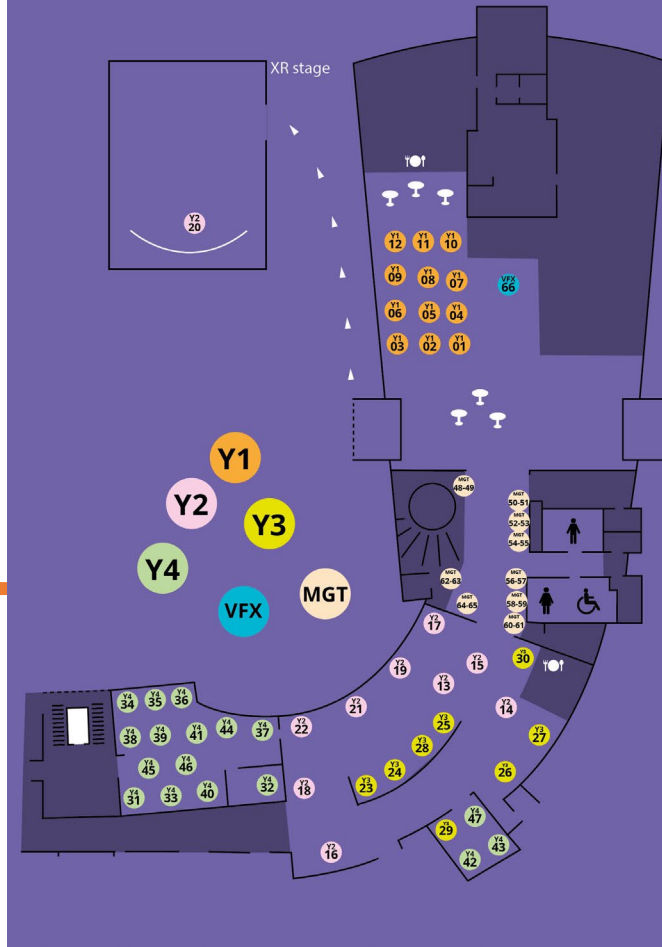 XR stage
Y2
20
Y1
12
Y1
11
Y1
10
Y1
09
Y1
08
Y1
07
VFX
66
Y1
06
Y1
05
Y1
04
Y1
03
Y1
02
Y1
01
Y1
Y2
Y3
Y4
VFX
MGT
MGT
48-49
MGT
50-51
MGT
52-53
MGT
54-55
MGT
62-63
MGT
56-57
MGT
64-65
MGT
58-59
MGT
60-61
Y2
17
Y3
30
Y2
15
Y2
19
Y2
13
Y2
14
Y2
21
Y2
22
Y3
25
Y3
27
Y3
28
Y3
24
Y3
23
Y3
26
Y4
34
Y4
35
Y4
36
Y4
38
Y4
39
Y4
41
Y4
44
Y4
37
Y4
45
Y4
46
Y4
31
Y4
33
Y4
40
Y4
32
Y2
18
Y2
16
Y3
29
Y4
47
Y4
43
Y4
42